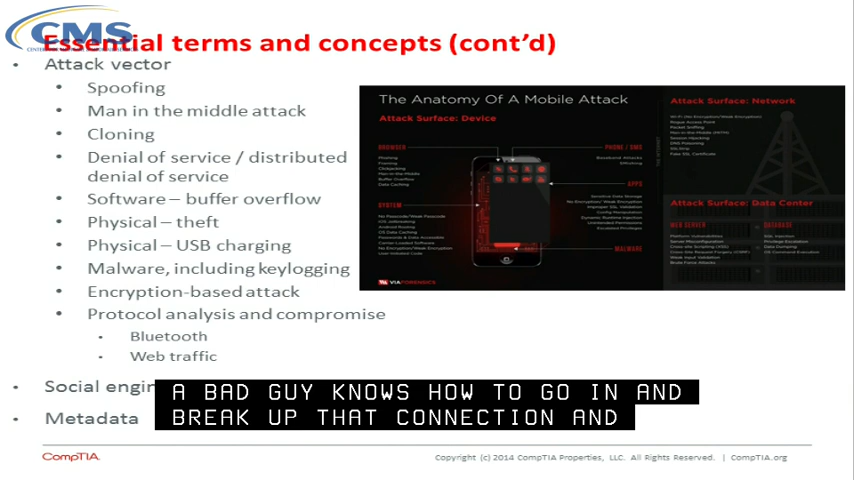 CMS
Essential terms and concepts (cont'd)
• Attack vector
• Spoofing
• Man in the middle attack
• Cloning
• Denial of service / distributed
denial of service
• Software – buffer overflow
• Physical – theft
• Physical – USB charging
• Malware, including keylogging
• Encryption-based attack
• Protocol analysis and compromise
• Bluetooth
• Web traffic
• Social engin
• Metadata
The Anatomy Of A Mobile Attack
Attack Surface: Device
BROWSER
Phishing
Framing
Clickjacking
Man-in-the-Middle
Buffer Overflow
Data Caching
SYSTEM
No Passcode/Weak Passcode
iOS Jailbreaking
Android Rooting
OS Data Caching
Passwords & Data Accessible
Carrier-Loaded Software
No Encryption/Weak Encryption
User-Initiated Code
PHONE / SMS
Baseband Attacks
SMishing
APPS
Sensitive Data Storage
No Encryption/Weak Encryption
Improper SSL Validation
Config Manipulation
Dynamic Runtime Injection
Unintended Permissions
Escalated Privileges
MALWARE
VIAFORENSICS
Attack Surface: Network
Wi-Fi (No Encryption/Weak Encryption)
Rogue Access Point
Packet Sniffing
Man-in-the-Middle (MITM)
Session Hijacking
DNS Poisoning
SSLStrip
Fake SSL Certificate
Attack Surface: Data Center
WEB SERVER
Platform Vulnerabilities
Server Misconfiguration
Cross-site Scripting (XSS)
Cross Site Request Forgery (CSRF)
Weak Input Validation
Brute Force Attacks
DATABASE
SQL Injection
Privilege Escalation
Data Dumping
OS Command Execution
A BAD GUY KNOWS HOW TO GO IN AND
BREAK UP THAT CONNECTION AND
CompTIA.
Copyright (c) 2014 CompTIA Properties, LLC. All Rights Reserved. | CompTIA.org